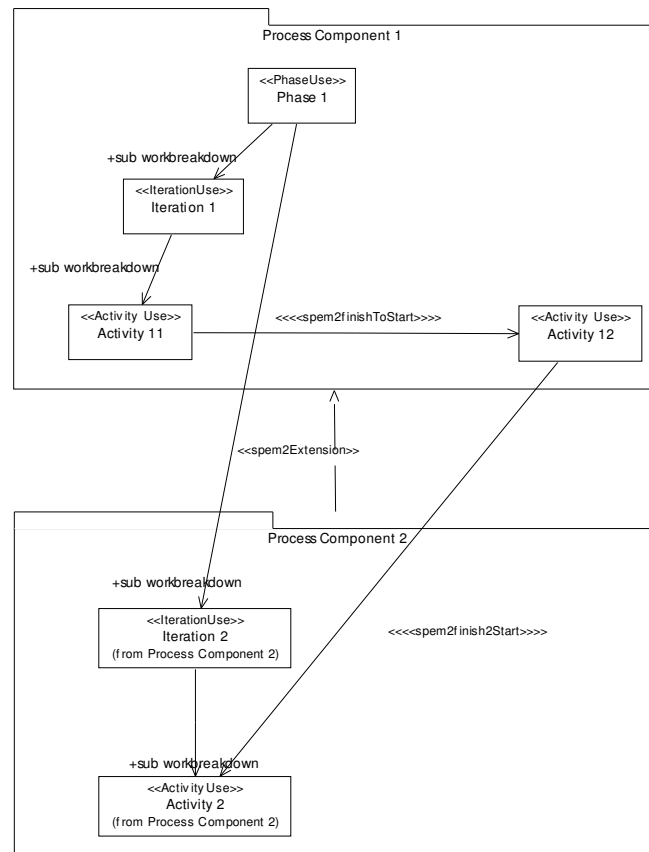 Process Component 1
<<PhaseUse>>
Phase 1
+sub workbreakdown
<<IterationUse>>
Iteration 1
+sub workbreakdown
<<Activity Use>>
Activity 11
<<<<spem2finishToStart>>>>
<<Activity Use>>
Activity 12
<<spem2Extension>>
Process Component 2
+sub workbreakdown
<<IterationUse>>
Iteration 2
(from Process Component 2)
<<<<spem2finish2Start>>>>
+sub workbreakdown
<<ActivityUse>>
Activity 2
(from Process Component 2)